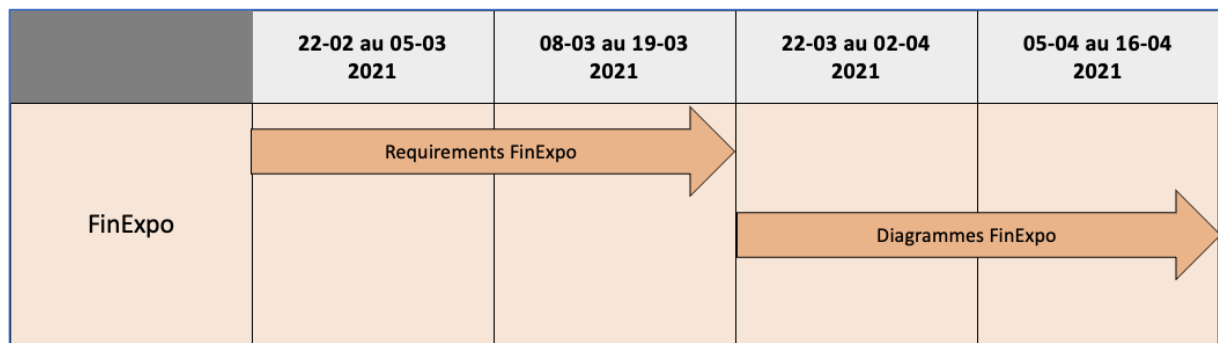 22-02 au 05-03
2021
08-03 au 19-03
2021
22-03 au 02-04
2021
05-04 au 16-04
2021
Requirements FinExpo
FinExpo
Diagrammes FinExpo